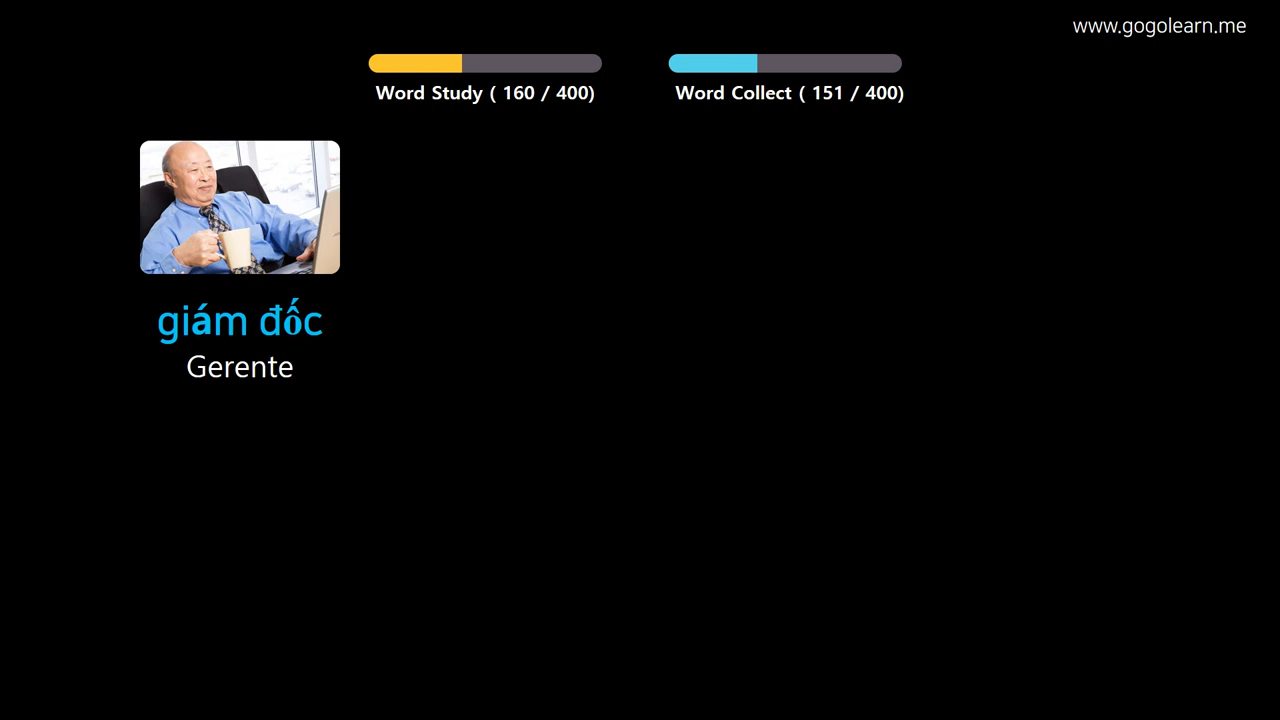 www.gogolearn.me
Word Study ( 160 / 400)
Word Collect ( 151 / 400)
giám đốc
Gerente